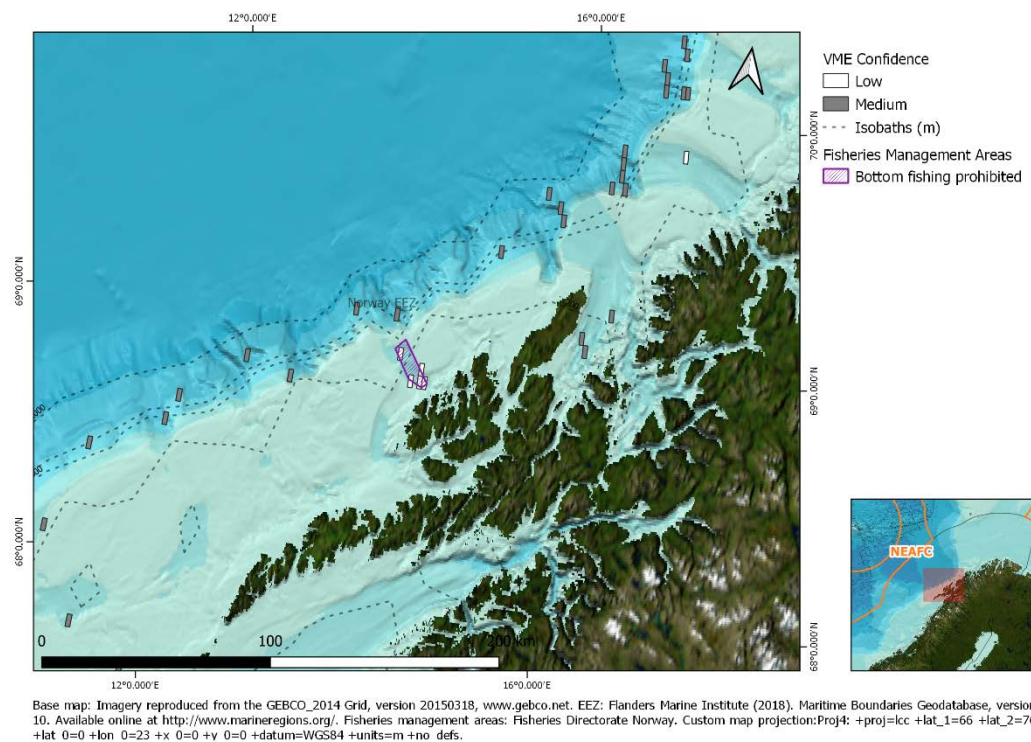 12°0.000'E 16°0.000'E
VME Confidence
Low
Medium
Isobaths (m)
Fisheries Management Areas
Bottom fishing prohibited
70°0.000'N
69°0.000'N
Norway EEZ
69°0.000'N
68°0.000'N
NEAFC
0 100 200 km
68°0.000'N
12°0.000'E 16°0.000'E
Base map: Imagery reproduced from the GEBCO_2014 Grid, version 20150318, www.gebco.net. EEZ: Flanders Marine Institute (2018). Maritime Boundaries Geodatabase, version
10. Available online at http://www.marineregions.org/. Fisheries management areas: Fisheries Directorate Norway. Custom map projection:Proj4: +proj=lcc +lat_1=66 +lat_2=
+lat_0=0 +lon_0=23 +x_0=0 +y_0=0 +datum=WGS84 +units=m +no_defs.